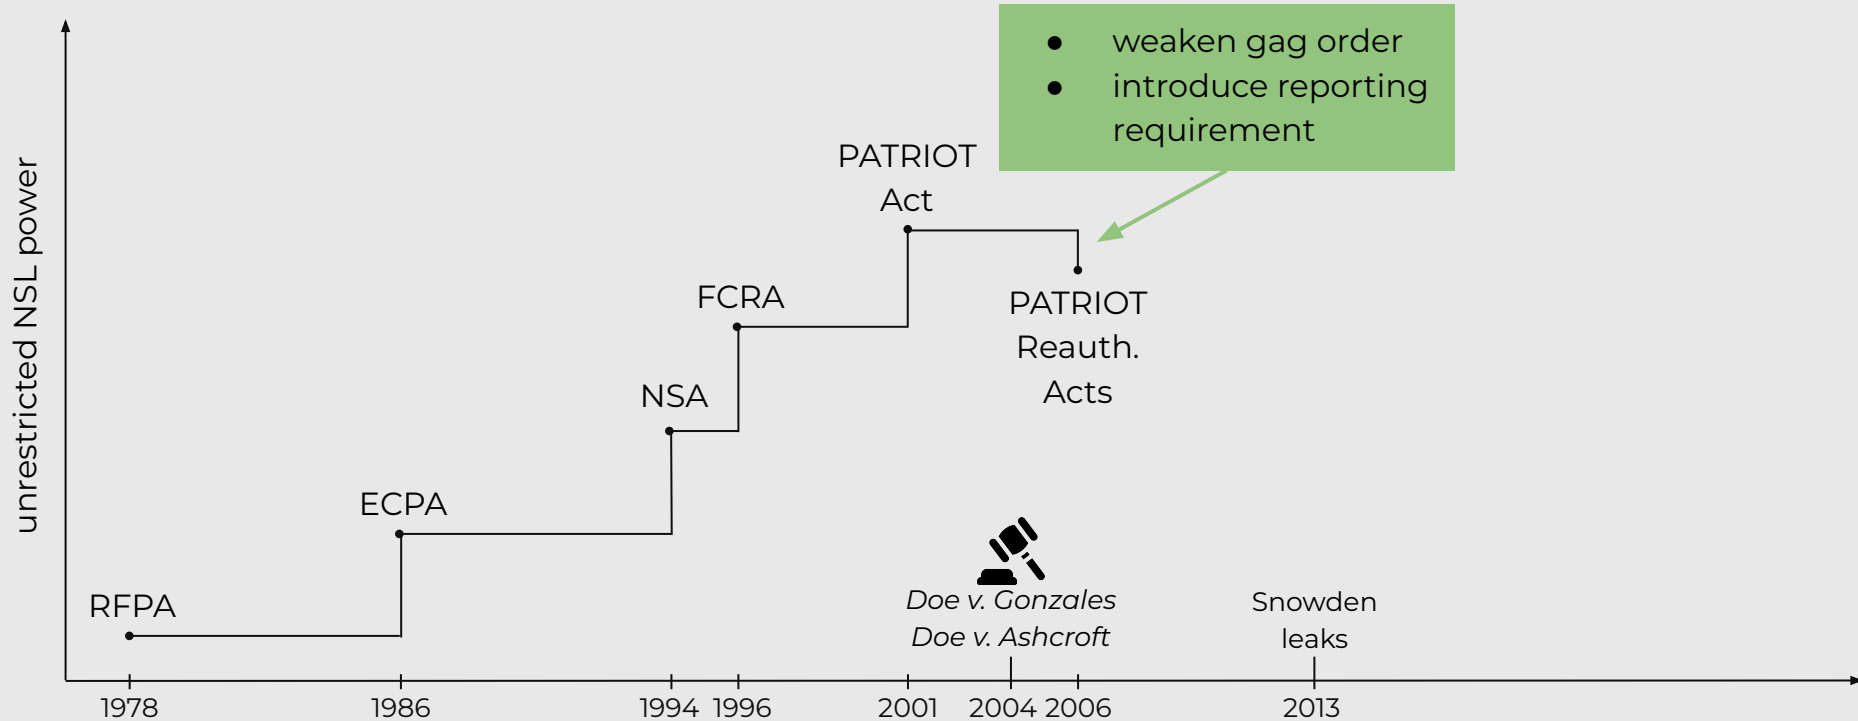 ● weaken gag order
● introduce reporting
requirement
unrestricted NSL power
PATRIOT
Act
FCRA
PATRIOT
Reauth.
Acts
NSA
ECPA
RFPA
Doe v. Gonzales
Doe v. Ashcroft
Snowden
leaks
1978 1986 1994 1996 2001 2004 2006 2013